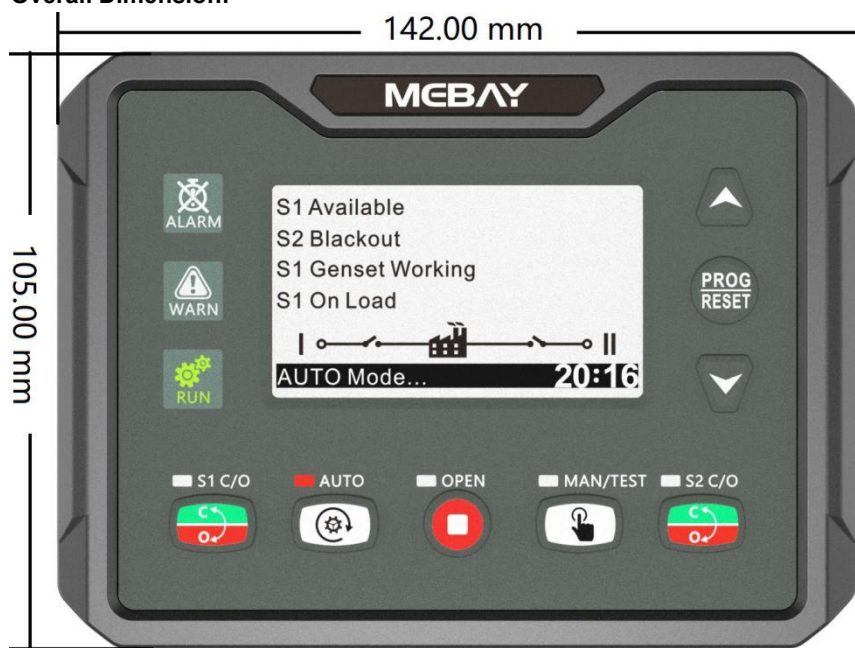 Overall Dimension:
142.00 mm
105.00 mm
MEBAY
ALARM
WARN
RUN
S1 Available
S2 Blackout
S1 Genset Working
S1 On Load
I II
AUTO Mode... 20:16
PROG
RESET
S1 C/O AUTO OPEN MAN/TEST S2 C/O
C C
O O